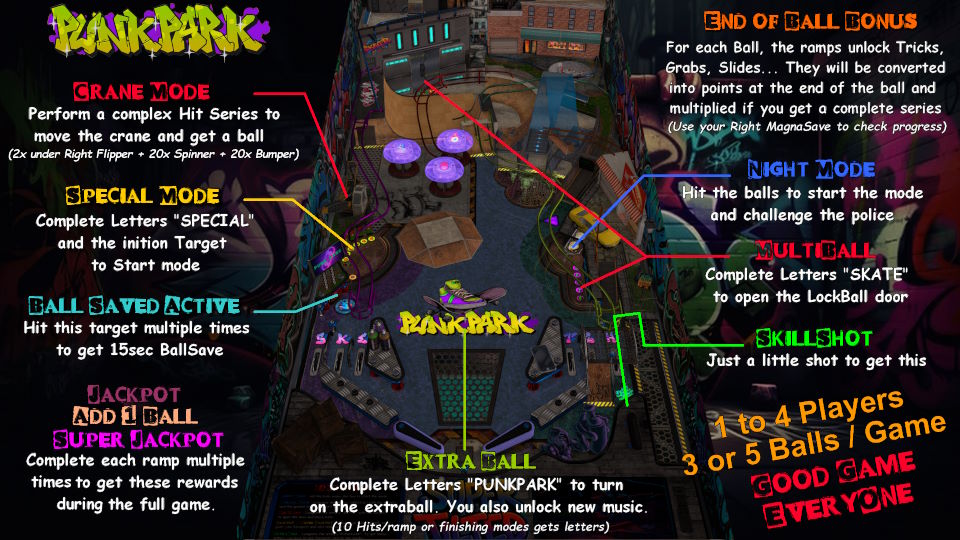 PUNKPARK
CRANE MODE
Perform a complex Hit Series to
move the crane and get a ball
(2x under Right Flipper + 20x Spinner + 20x Bumper)
SPECIAL MODE
Complete Letters "SPECIAL"
and the inition Target
to Start mode
BALL SAVED ACTIVE
Hit this target multiple times
to get 15sec BallSave
JACKPOT
ADD 1 BALL
SUPER JACKPOT
Complete each ramp multiple
times to get these rewards
during the full game.
PUNKPARK
EXTRA BALL
Complete Letters "PUNKPARK" to turn
on the extraball. You also unlock new music.
(10 Hits/ramp or finishing modes gets letters)
END OF BALL BONUS
For each Ball, the ramps unlock Tricks,
Grabs, Slides... They will be converted
into points at the end of the ball and
multiplied if you get a complete series
(Use your Right MagnaSave to check progress)
NIGHT MODE
Hit the balls to start the mode
and challenge the police
MULTIBALL
Complete Letters "SKATE"
to open the LockBall door
SKILLSHOT
Just a little shot to get this
1 to 4 Players
3 or 5 Balls / Game
GOOD GAME
EVERYONE